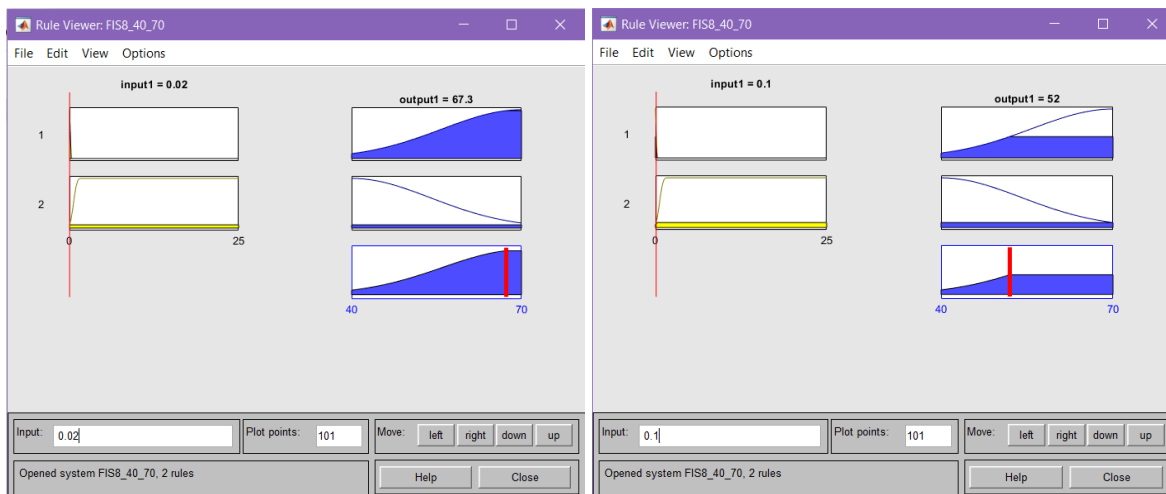 Rule Viewer: FIS8_40_70
File Edit View Options
input1 = 0.02
output1 = 67.3
1
2
0 25
40 70
Input: 0.02 Plot points: 101 Move: left right down up
Opened system FIS8_40_70, 2 rules Help Close
Rule Viewer: FIS8_40_70
File Edit View Options
input1 = 0.1
output1 = 52
1
2
0 25
40 70
Input: 0.1 Plot points: 101 Move: left right down up
Opened system FIS8_40_70, 2 rules Help Close